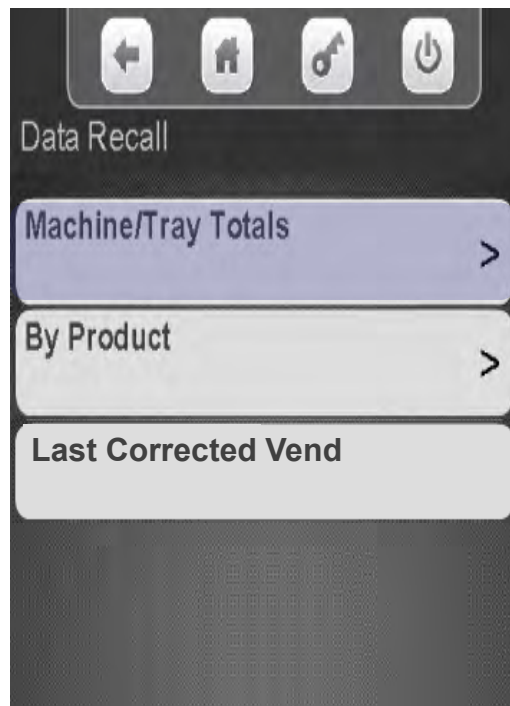 Data Recall
Machine/Tray Totals
>
By Product
>
Last Corrected Vend